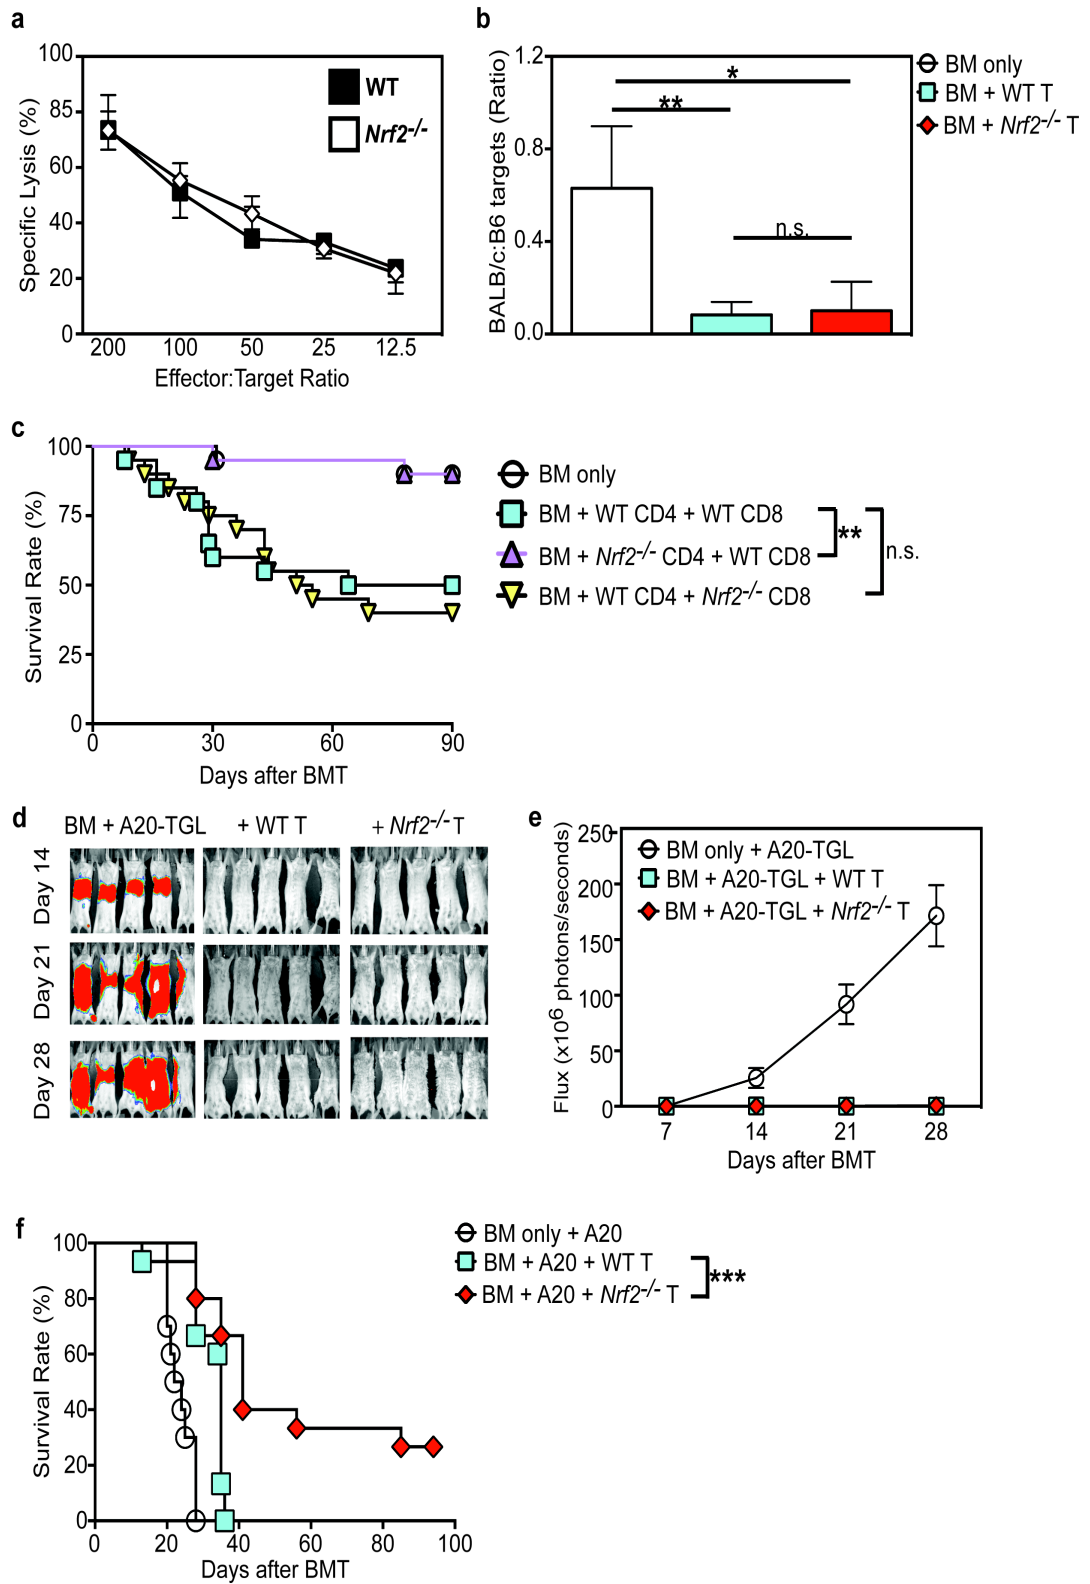 a
100
85
60
40
20
0
Specific Lysis (%)
WT
Nrf2-/-
200 100 50 25 12.5
Effector:Target Ratio
b
1.2
0.8
0.4
0.0
BALB/c:B6 targets (Ratio)
*
**
n.s.
BM only
BM + WT T
BM + Nrf2-/- T
c
100
75
50
25
0
Survival Rate (%)
0 30 60 90
Days after BMT
BM only
BM + WT CD4 + WT CD8
BM + Nrf2-/- CD4 + WT CD8
BM + WT CD4 + Nrf2-/- CD8
**
n.s.
d
BM + A20-TGL + WT T + Nrf2-/- T
Day 14
Day 21
Day 28
e
250
200
150
100
50
0
Flux (x10^6 photons/seconds)
BM only + A20-TGL
BM + A20-TGL + WT T
BM + A20-TGL + Nrf2-/- T
7 14 21 28
Days after BMT
f
100
80
60
40
20
0
Survival Rate (%)
0 20 40 60 80 100
Days after BMT
BM only + A20
BM + A20 + WT T
BM + A20 + Nrf2-/- T
***